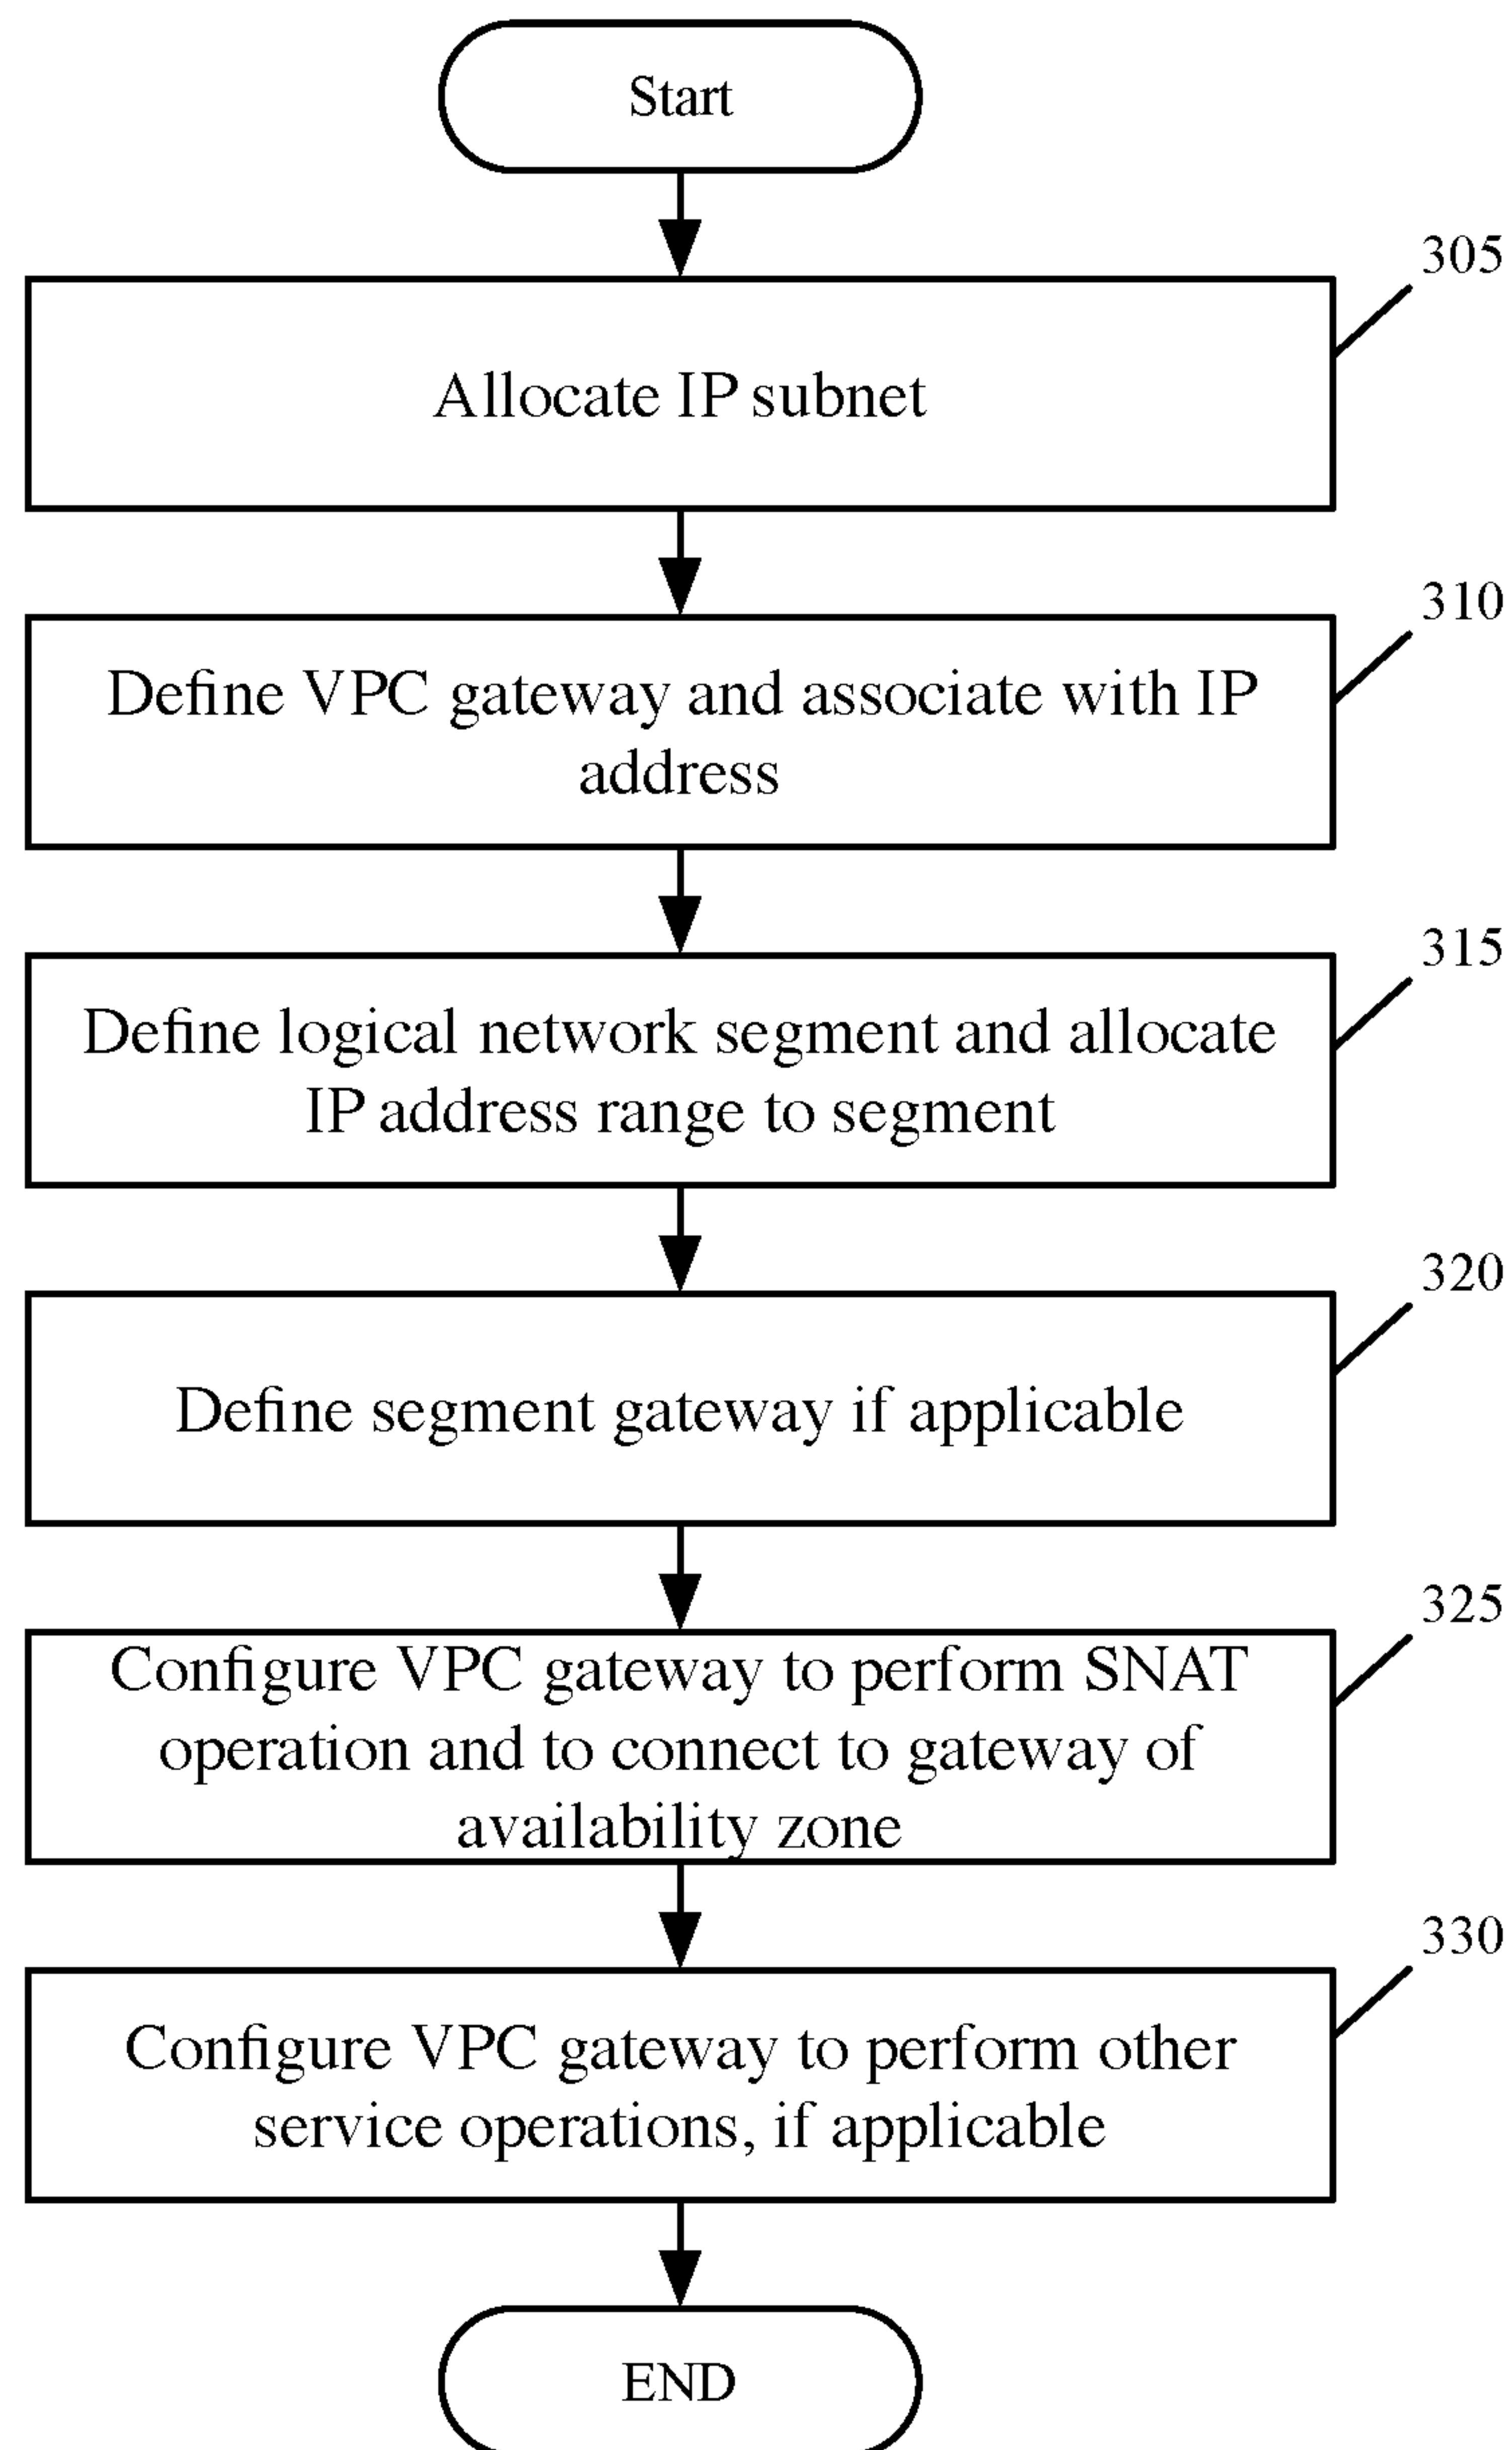 Start
305
Allocate IP subnet
310
Define VPC gateway and associate with IP
address
315
Define logical network segment and allocate
IP address range to segment
320
Define segment gateway if applicable
325
Configure VPC gateway to perform SNAT
operation and to connect to gateway of
availability zone
330
Configure VPC gateway to perform other
service operations, if applicable
END